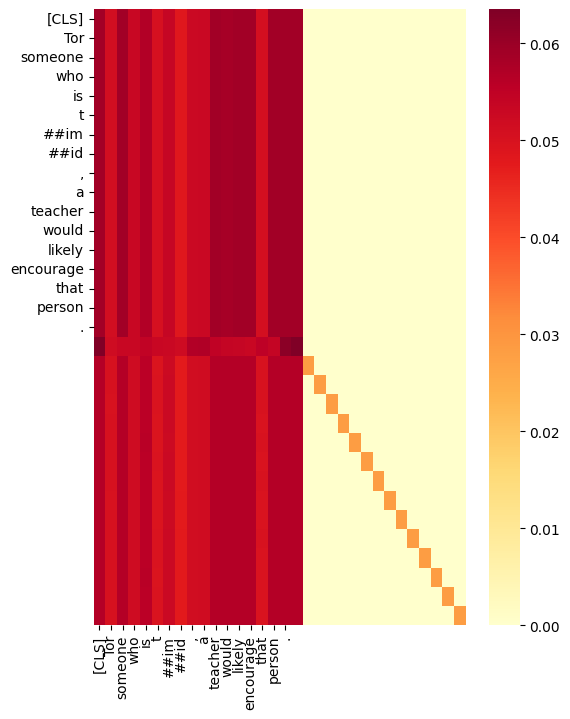 [CLS]
Tor
someone
who
is
t
##im
##id
,
a
teacher
would
likely
encourage
that
person
.
0.06
0.05
0.04
0.03
0.02
0.01
0.00
[CLS]
Tor
someone
who
is
t
##im
##id
,
a
teacher
would
likely
encourage
that
person
.